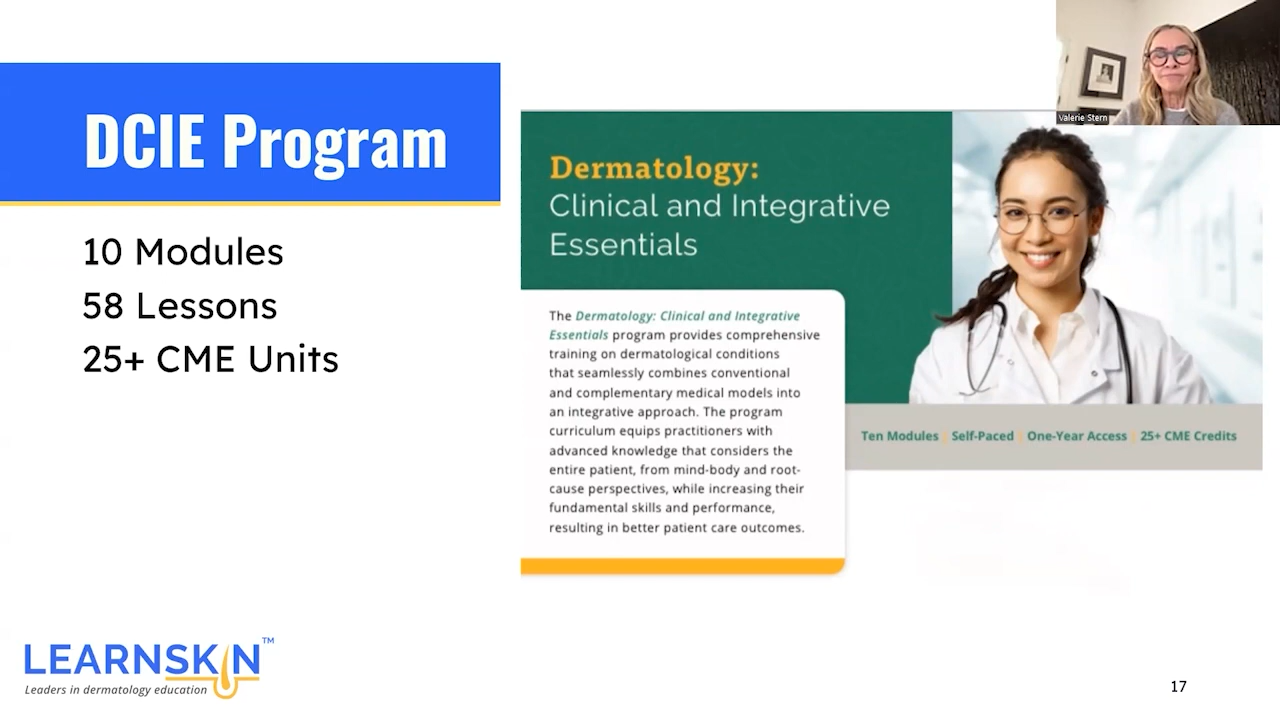 DCIE Program
10 Modules
58 Lessons
25+ CME Units
Dermatology:
Clinical and Integrative
Essentials
The Dermatology: Clinical and Integrative
Essentials program provides comprehensive
training on dermatological conditions
that seamlessly combines conventional
and complementary medical models into
an integrative approach. The program
curriculum equips practitioners with
advanced knowledge that considers the
entire patient, from mind-body and root-
cause perspectives, while increasing their
fundamental skills and performance,
resulting in better patient care outcomes.
Ten Modules | Self-Paced | One-Year Access | 25+ CME Credits
Valerie Stern
LEARNSKIN™
Leaders in dermatology education
17